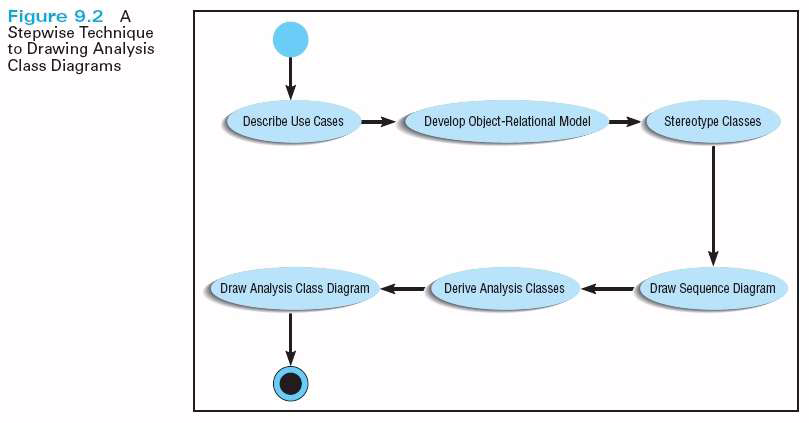 Figure 9.2 A
Stepwise Technique
to Drawing Analysis
Class Diagrams
Describe Use Cases
Develop Object-Relational Model
Stereotype Classes
Draw Analysis Class Diagram
Derive Analysis Classes
Draw Sequence Diagram